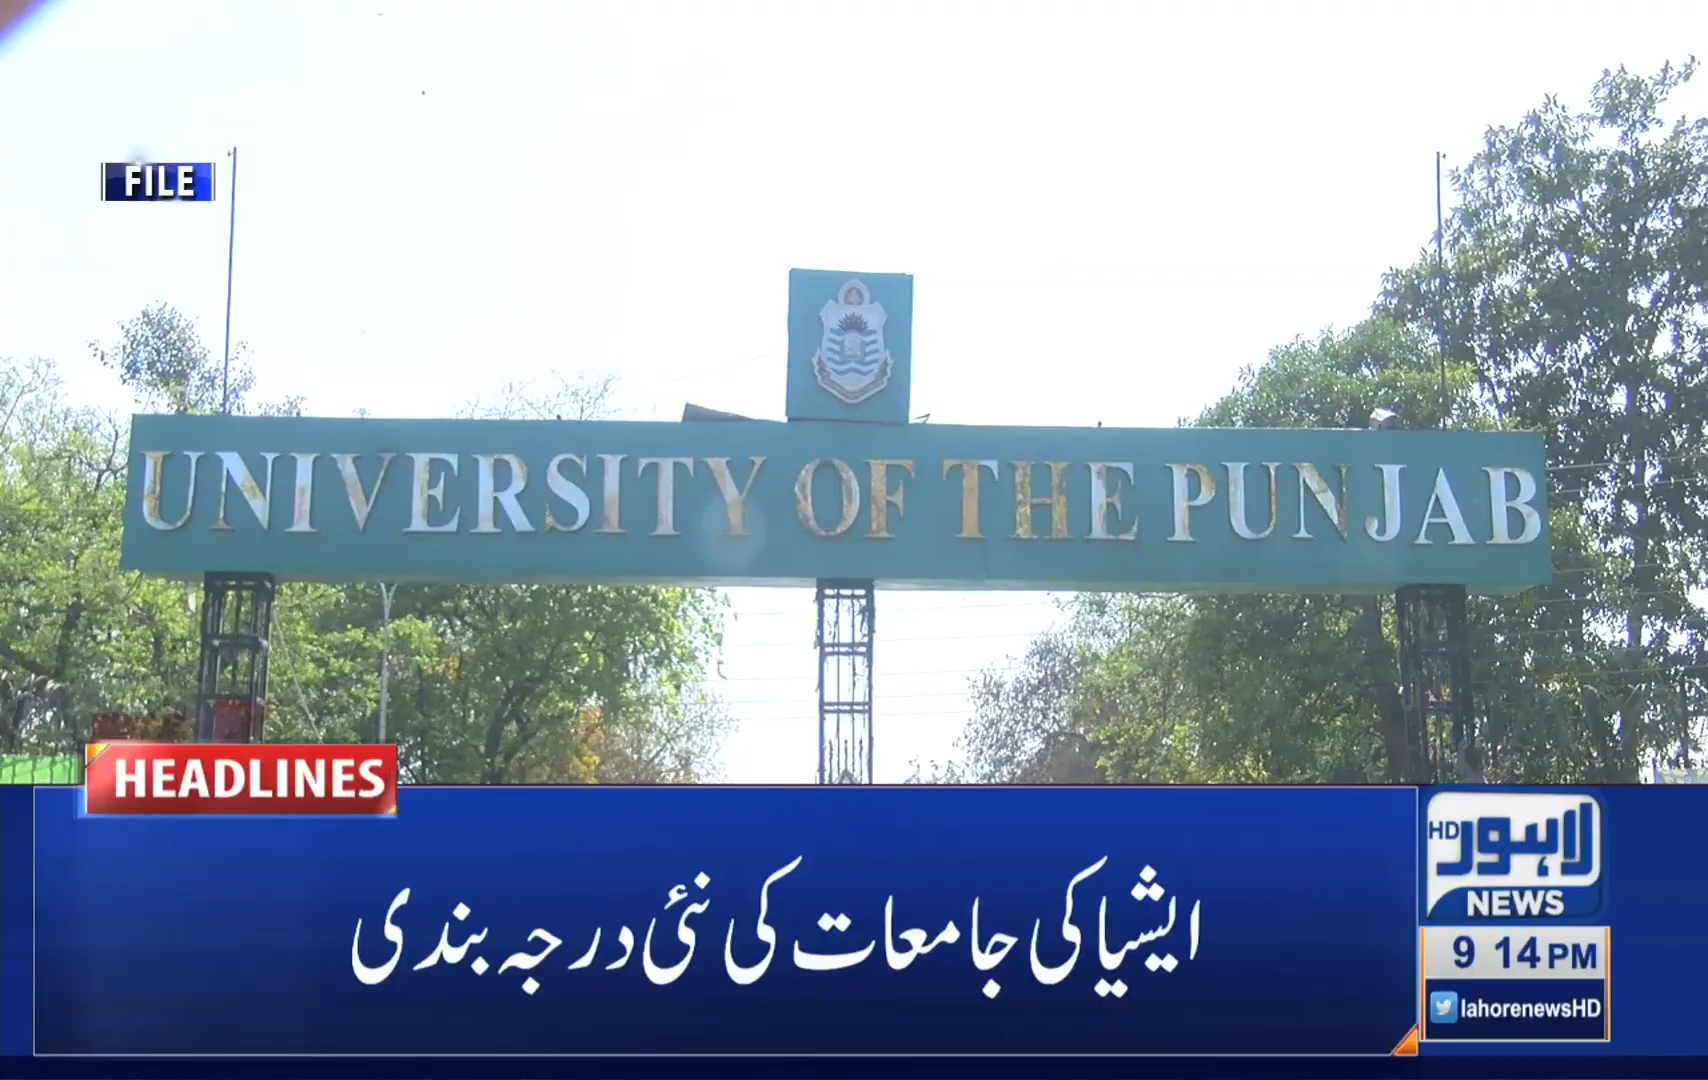 FILE
UNIVERSITY OF THE PUNJAB
HEADLINES
ایشیا کی جامعات کی نئی درجہ بندی
لاہور HD
NEWS
9 14 PM
lahorenewsHD